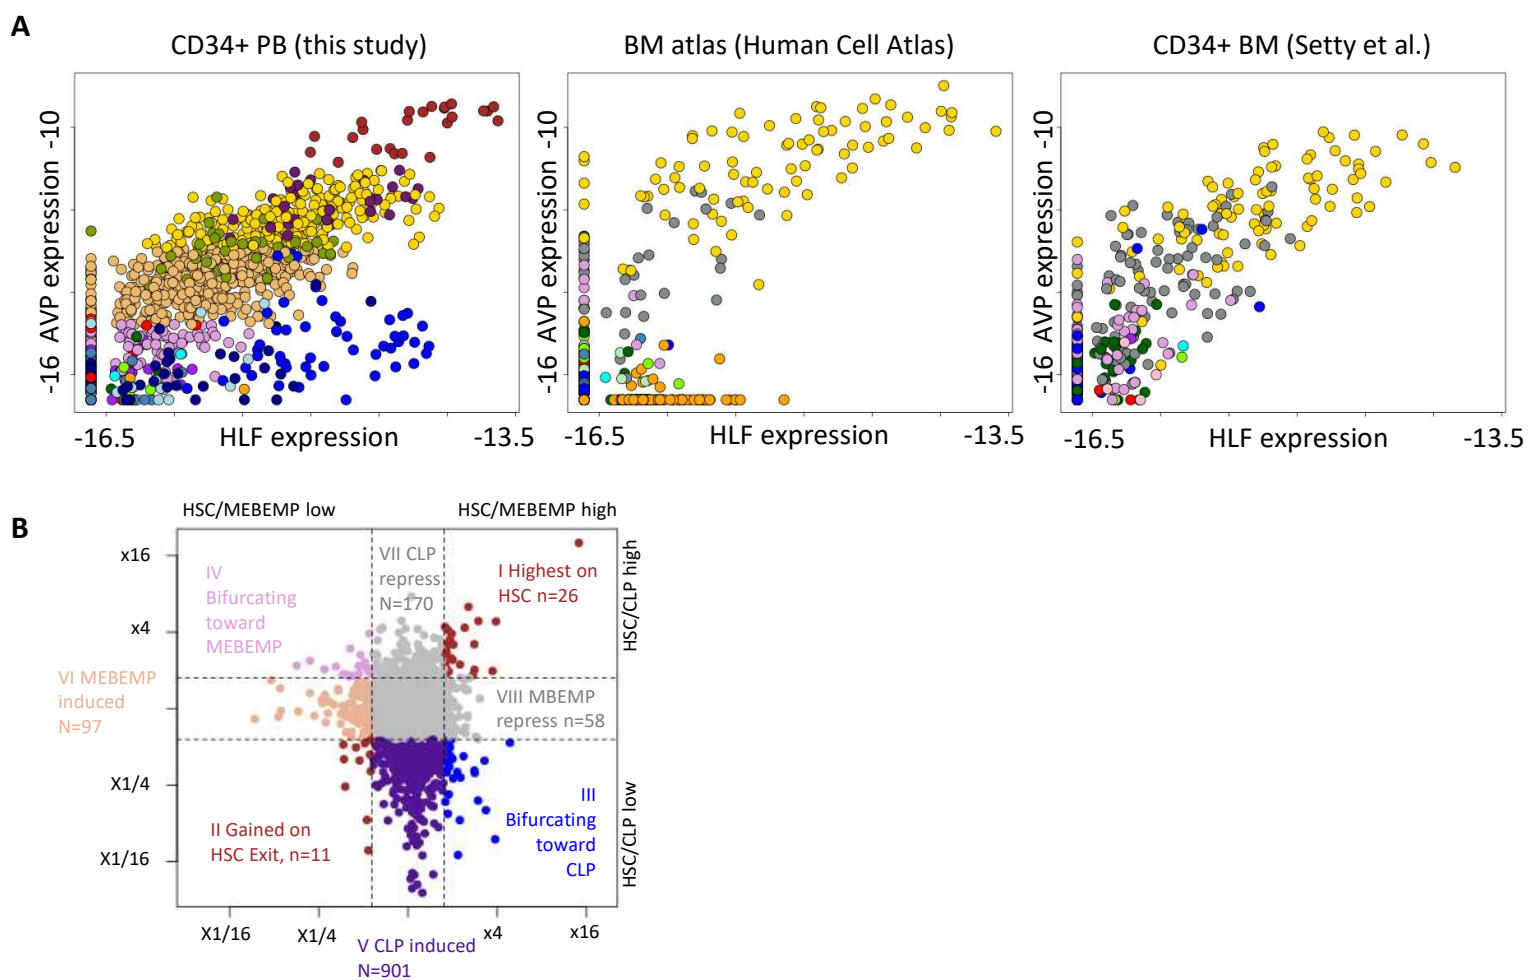 A
CD34+ PB (this study)
BM atlas (Human Cell Atlas)
CD34+ BM (Setty et al.)
-16 AVP expression -10
-16 AVP expression -10
-16 AVP expression -10
-16.5 HLF expression -13.5
-16.5 HLF expression -13.5
-16.5 HLF expression -13.5
B
HSC/MEBEMP low
HSC/MEBEMP high
x16
x4
X1/4
X1/16
HSC/CLP high
HSC/CLP low
IV
Bifurcating
toward
MEBEMP
VII CLP
repress
N=170
I Highest on
HSC n=26
VI MEBEMP
induced
N=97
VIII MBEMP
repress n=58
II Gained on
HSC Exit, n=11
III
Bifurcating
toward
CLP
X1/16
X1/4
x4
x16
V CLP induced
N=901